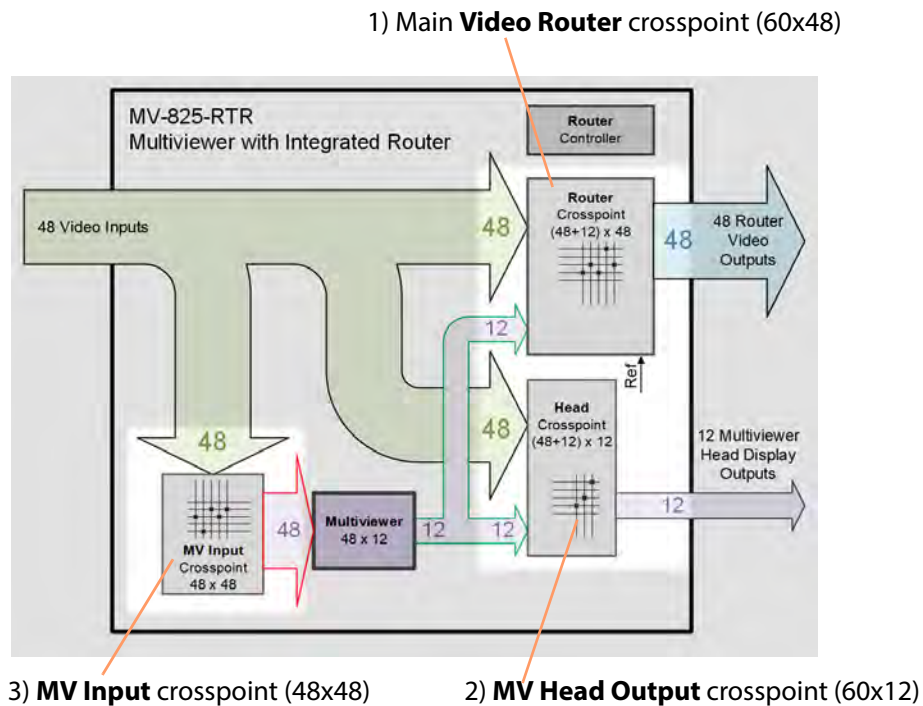 1) Main Video Router crosspoint (60x48)
MV-825-RTR
Multiviewer with Integrated Router
Router
Controller
48 Video Inputs
48
Router
Crosspoint
(48+12) x 48
48
48 Router
Video
Outputs
12
Ref
48
Head
Crosspoint
(48+12) x 12
12 Multiviewer
Head Display
Outputs
48
MV Input
Crosspoint
48 x 48
48
Multiviewer
48 x 12
12
12
12
3) MV Input crosspoint (48x48)
2) MV Head Output crosspoint (60x12)